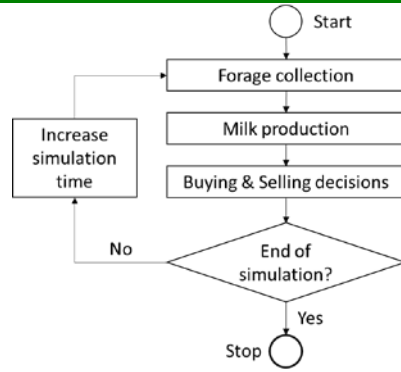 Start
Forage collection
Milk production
Increase
simulation
time
Buying & Selling decisions
No
End of
simulation?
Yes
Stop